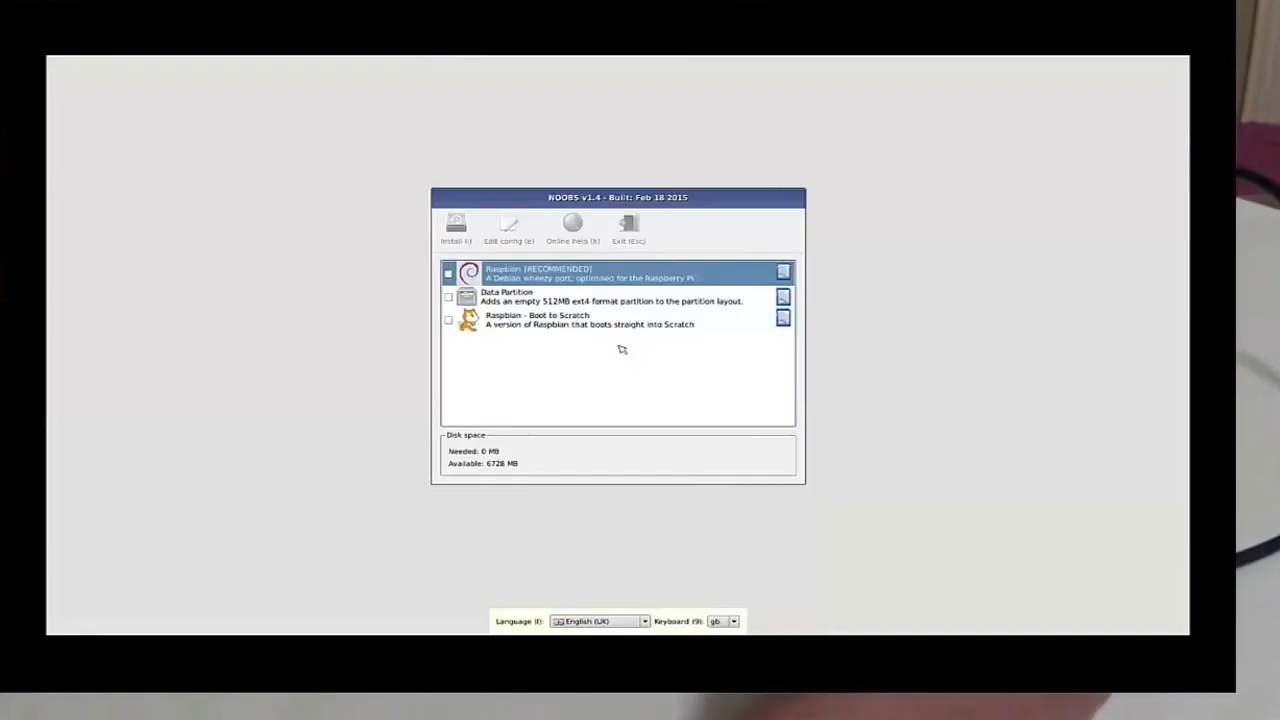 NOOBS v1.4 - Built: Feb 18 2015
Install (i) Edit config (e) Online help (h) Exit (Esc)
Raspbian [RECOMMENDED]
A Debian wheezy port, optimised for the Raspberry Pi...
Data Partition
Adds an empty 512MB ext4 format partition to the partition layout.
Raspbian - Boot to Scratch
A version of Raspbian that boots straight into Scratch
Disk space
Needed: 0 MB
Available: 6728 MB
Language (l): English (UK) Keyboard (9): gb